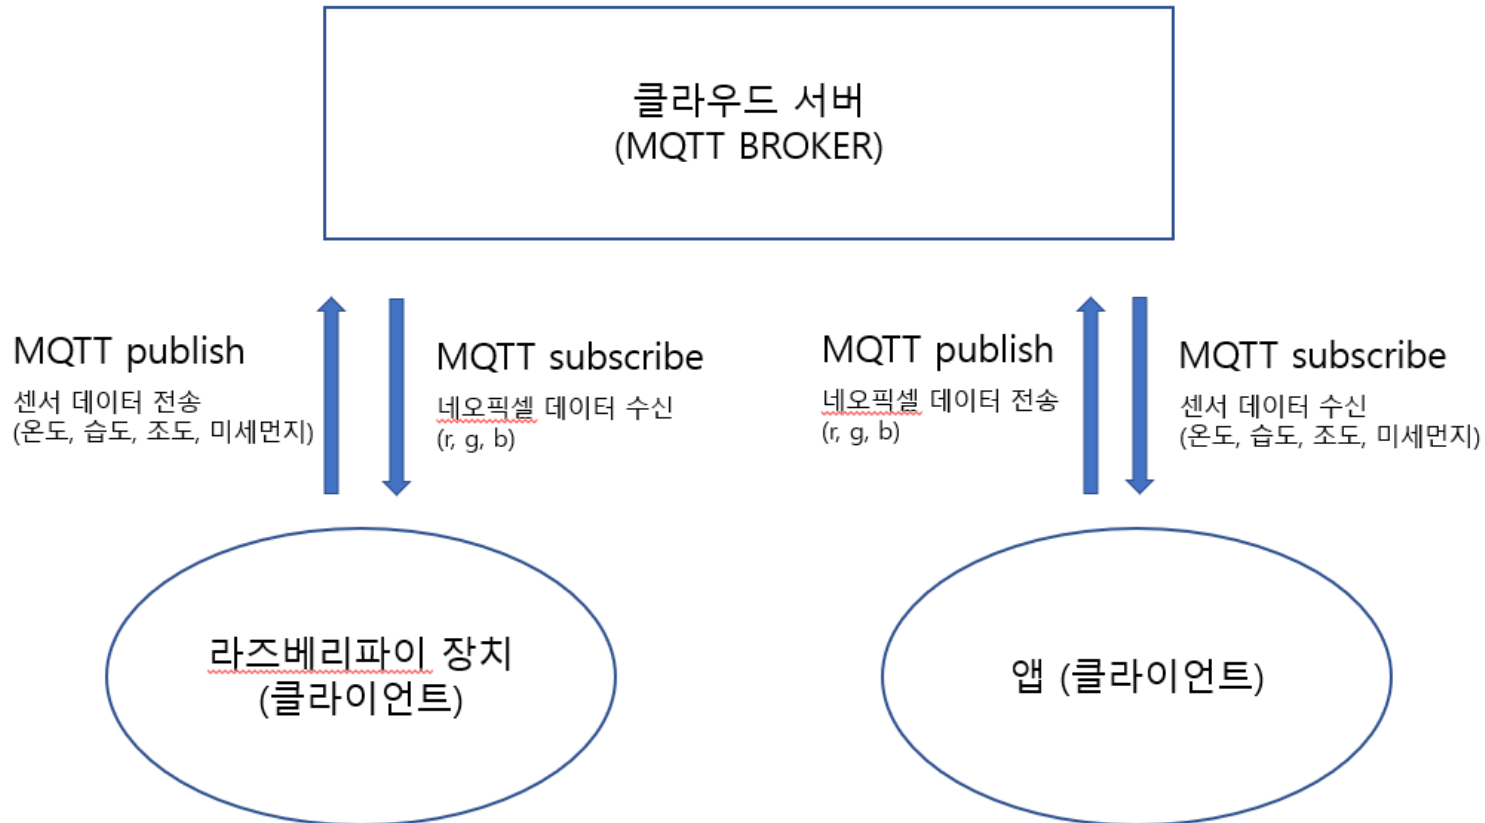 클라우드 서버
(MQTT BROKER)
MQTT publish
센서 데이터 전송
(온도, 습도, 조도, 미세먼지)
MQTT subscribe
네오픽셀 데이터 수신
(r, g, b)
MQTT publish
네오픽셀 데이터 전송
(r, g, b)
MQTT subscribe
센서 데이터 수신
(온도, 습도, 조도, 미세먼지)
라즈베리파이 장치
(클라이언트)
앱 (클라이언트)